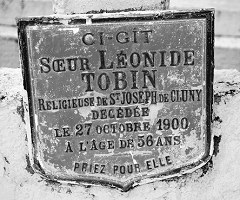 CI-GÎT
SŒUR LÉONIDE
TOBIN
RELIGIEUSE DE ST JOSEPH DE CLUNY
DÉCÉDÉE
LE 27 OCTOBRE 1900
A L'ÂGE DE 56 ANS
PRIEZ POUR ELLE